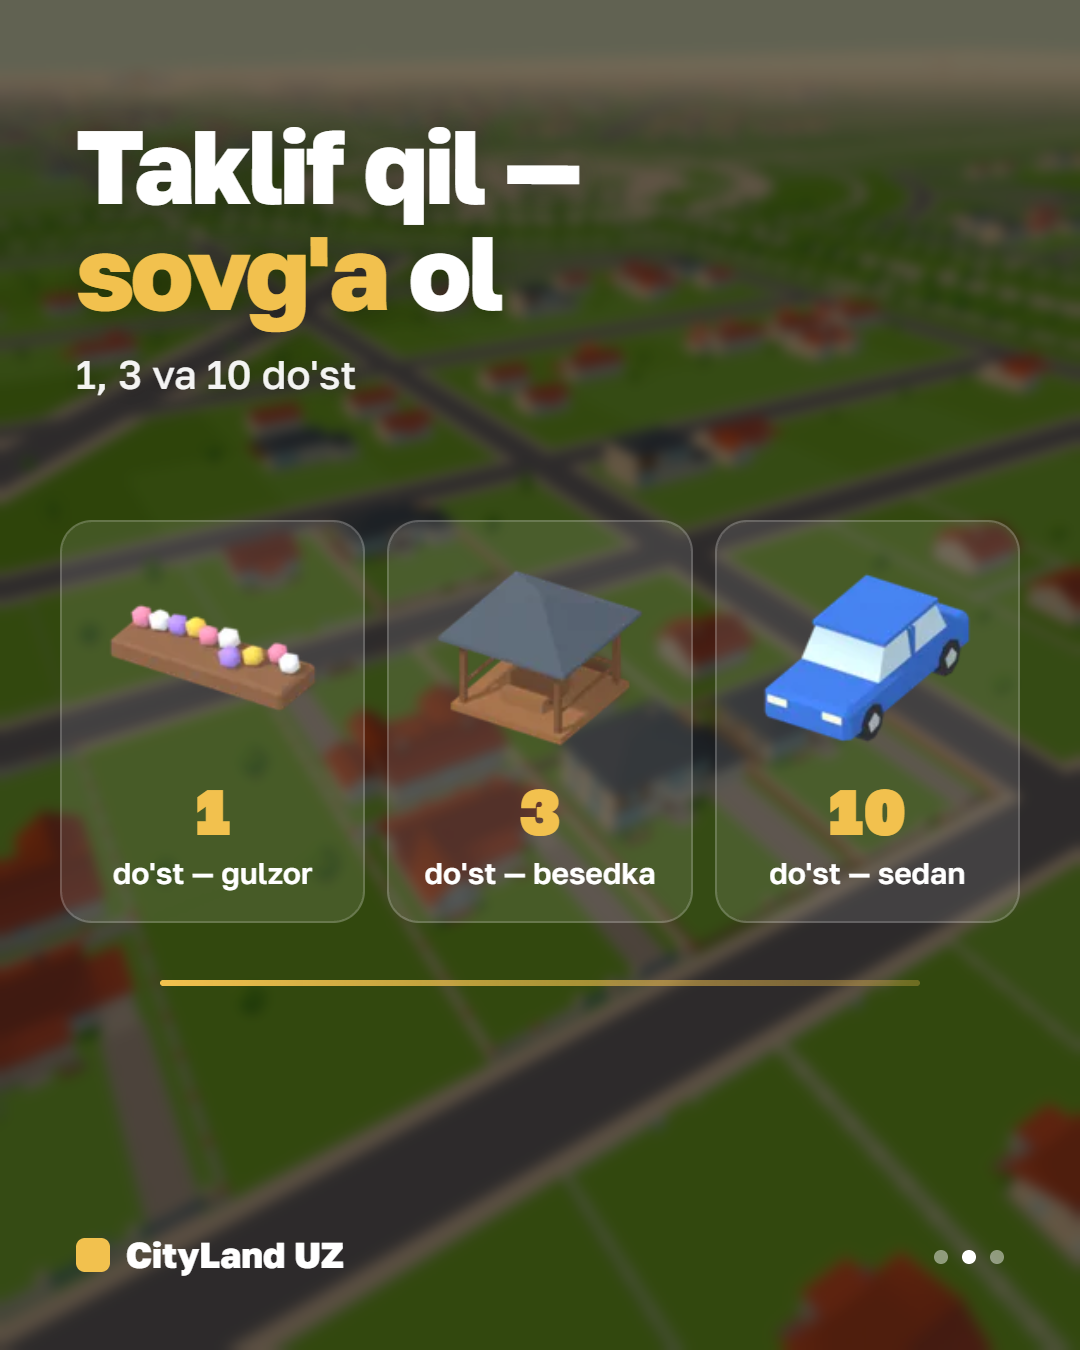 Taklif qil —
sovg'a ol
1, 3 va 10 do'st
1
do'st — gulzor
3
do'st — besedka
10
do'st — sedan
CityLand UZ